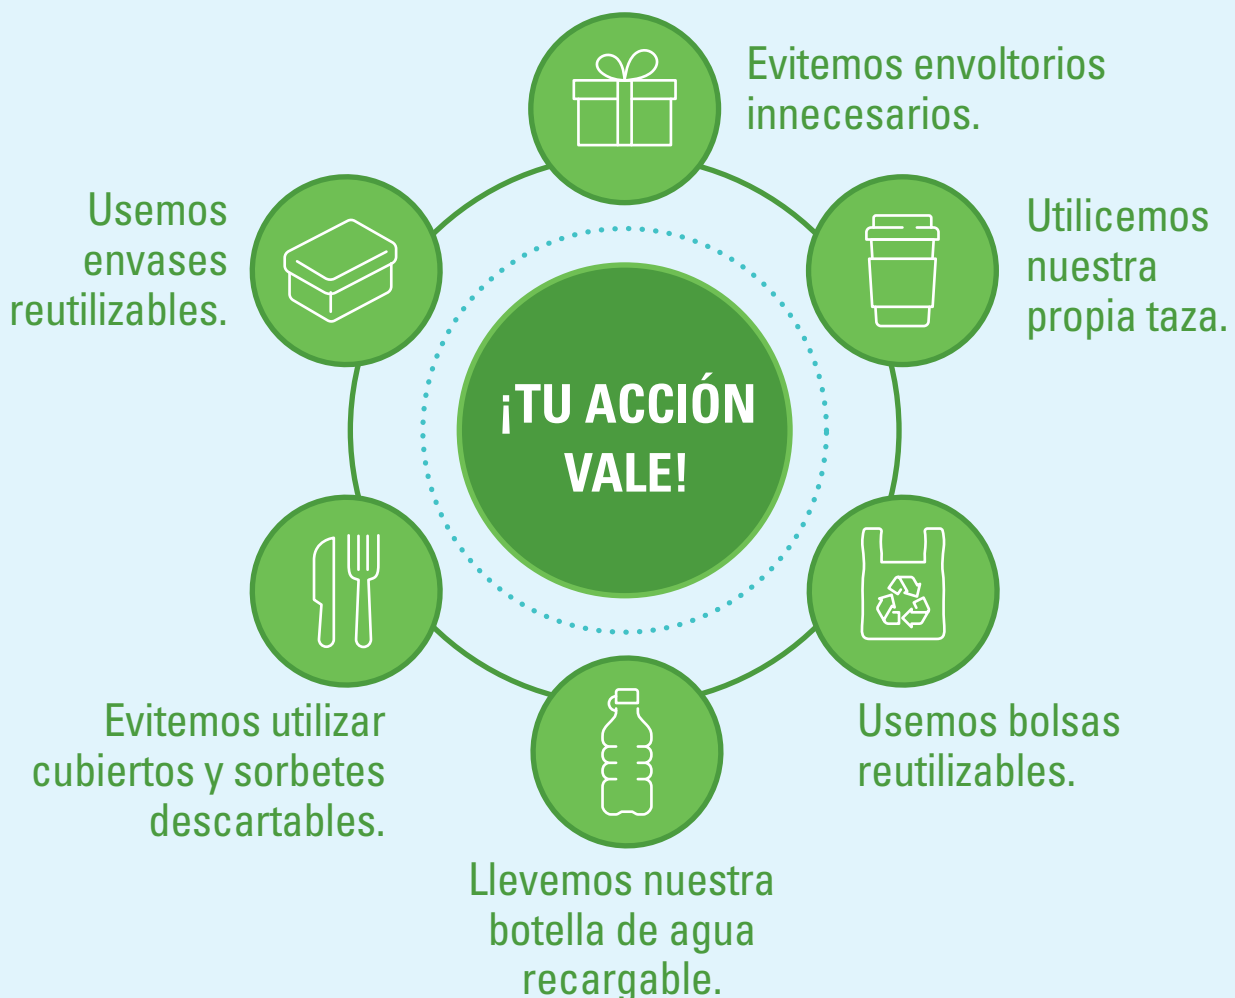 Evitemos envoltorios
innecesarios.
Usemos
envases
reutilizables.
Utilicemos
nuestra
propia taza.
¡TU ACCIÓN
VALE!
Evitemos utilizar
cubiertos y sorbetes
descartables.
Usemos bolsas
reutilizables.
Llevemos nuestra
botella de agua
recargable.